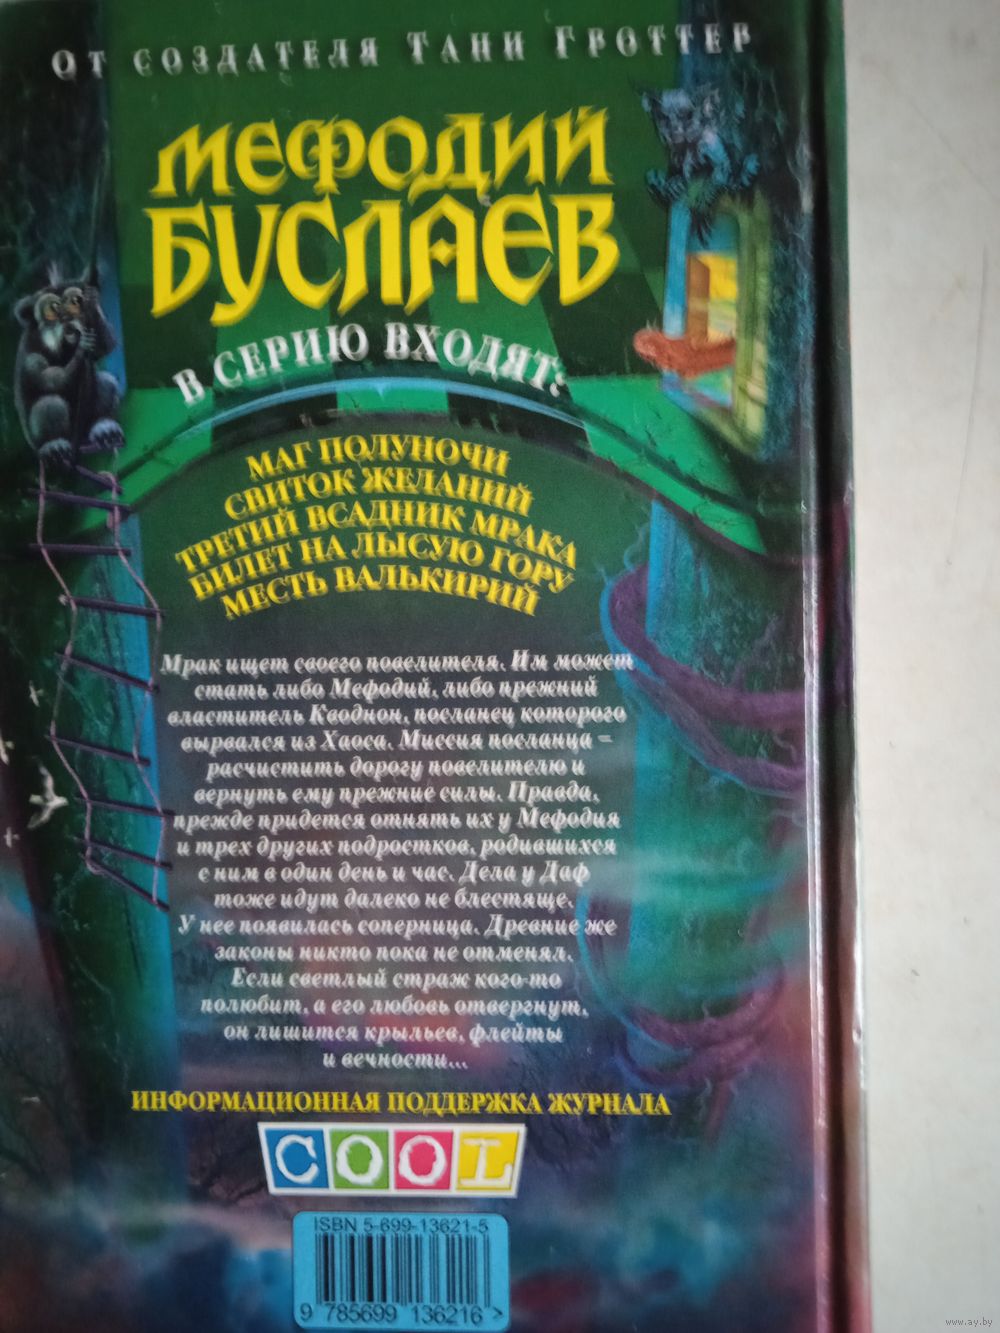 ОТ СОЗДАТЕЛЯ ТАНИ ГРОТТЕР
МЕФОДИЙ
БУСЛАЕВ
В СЕРИЮ ВХОДЯТ:
МАГ ПОЛУНОЧИ
СВИТОК ЖЕЛАНИЙ
ТРЕТИЙ ВСАДНИК МРАКА
БИЛЕТ НА ЛЫСУЮ ГОРУ
МЕСТЬ ВАЛЬКИРИЙ
Мрак ищет своего повелителя. Им может
стать либо Мефодий, либо прежний
властитель Кводнон, посланец которого
вырвался из Хаоса. Миссия посланца –
расчистить дорогу повелителю и
вернуть ему прежние силы. Правда,
прежде придется отнять их у Мефодия
и трех других подростков, родившихся
с ним в один день и час. Дела у Даф
тоже идут далеко не блестяще.
У нее появилась соперница. Древние же
законы никто пока не отменял.
Если светлый страж кого-то
полюбит, а его любовь отвергнут,
он лишится крыльев, флейты
и вечности...
ИНФОРМАЦИОННАЯ ПОДДЕРЖКА ЖУРНАЛА
COOL
ISBN 5-699-13621-5
9 785699 136216 >
www.ay.by